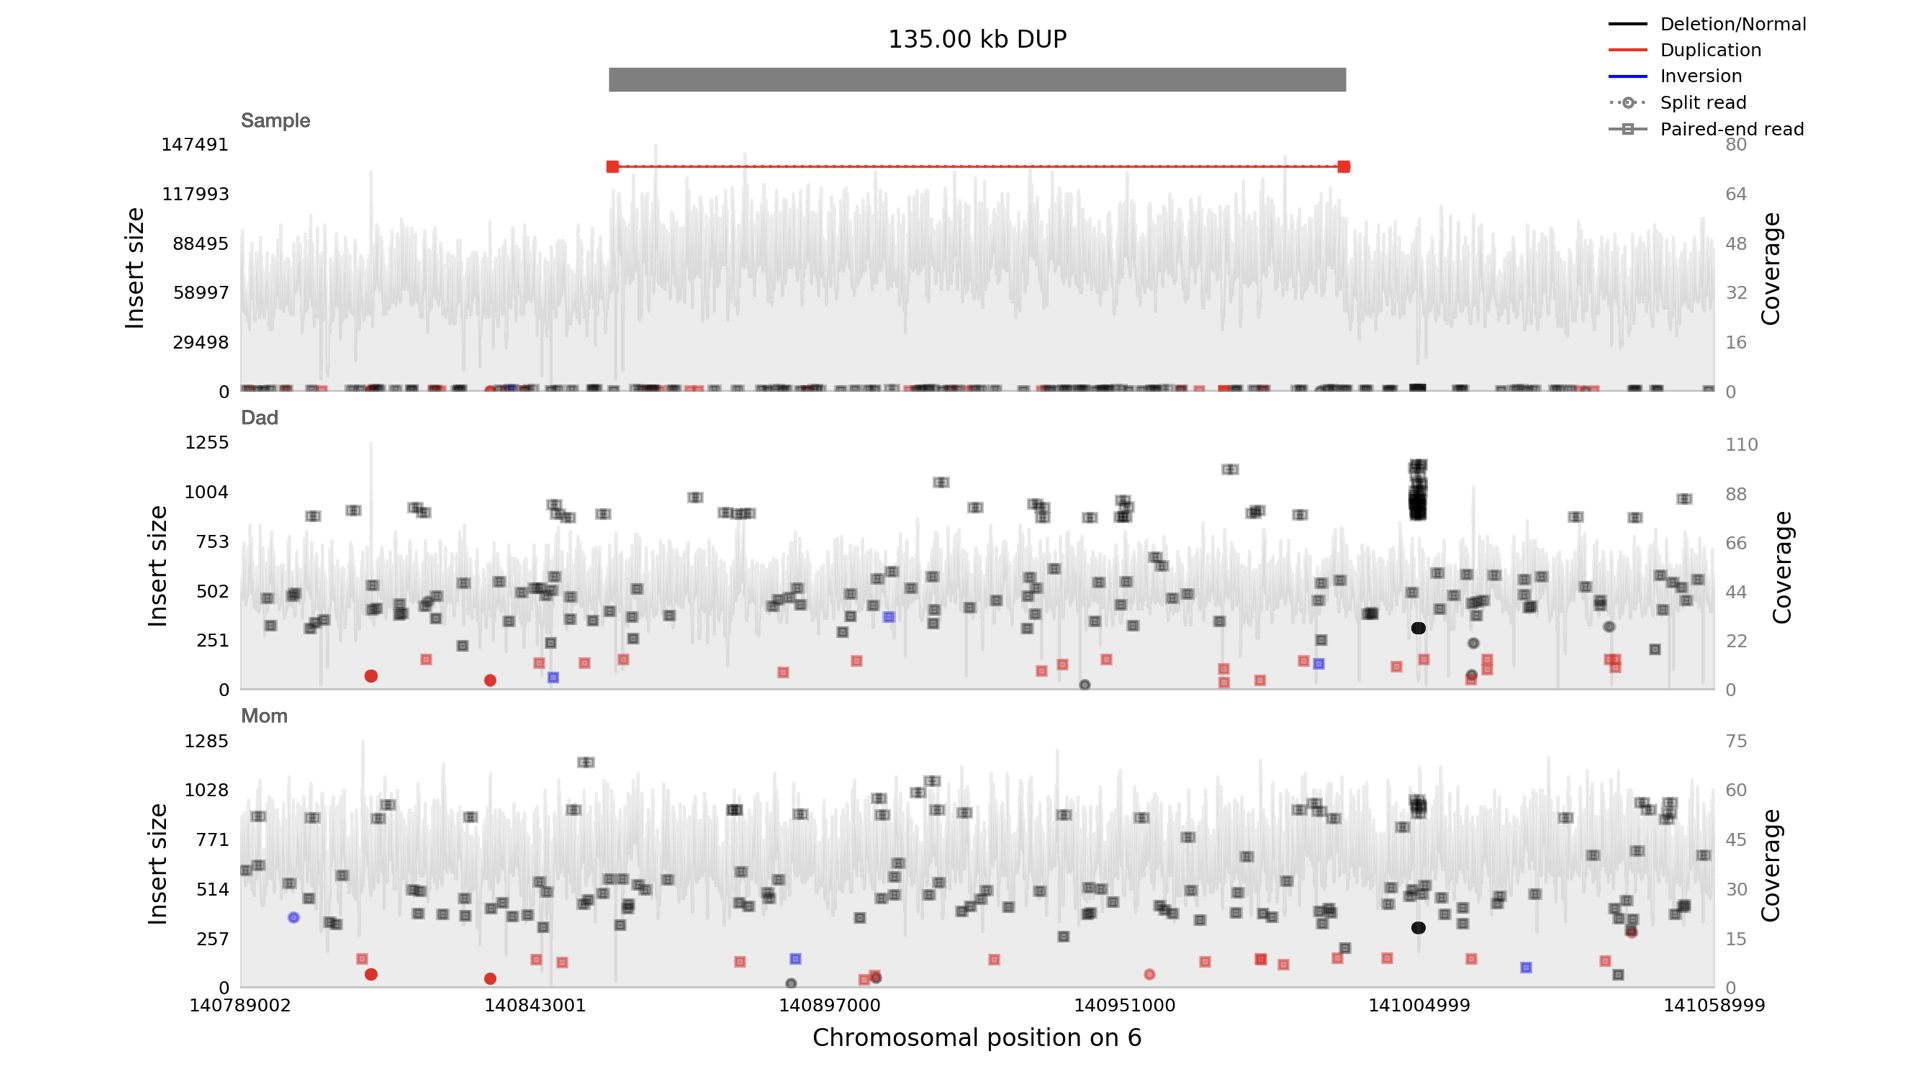 135.00 kb DUP
Deletion/Normal
Duplication
Inversion
Split read
Paired-end read
Sample
147491
117993
88495
58997
29498
0
Insert size
80
64
48
32
16
0
Coverage
Dad
1255
1004
753
502
251
0
Insert size
110
88
66
44
22
0
Coverage
Mom
1285
1028
771
514
257
0
Insert size
75
60
45
30
15
0
Coverage
140789002 140843001 140897000 140951000 141004999 141058999
Chromosomal position on 6